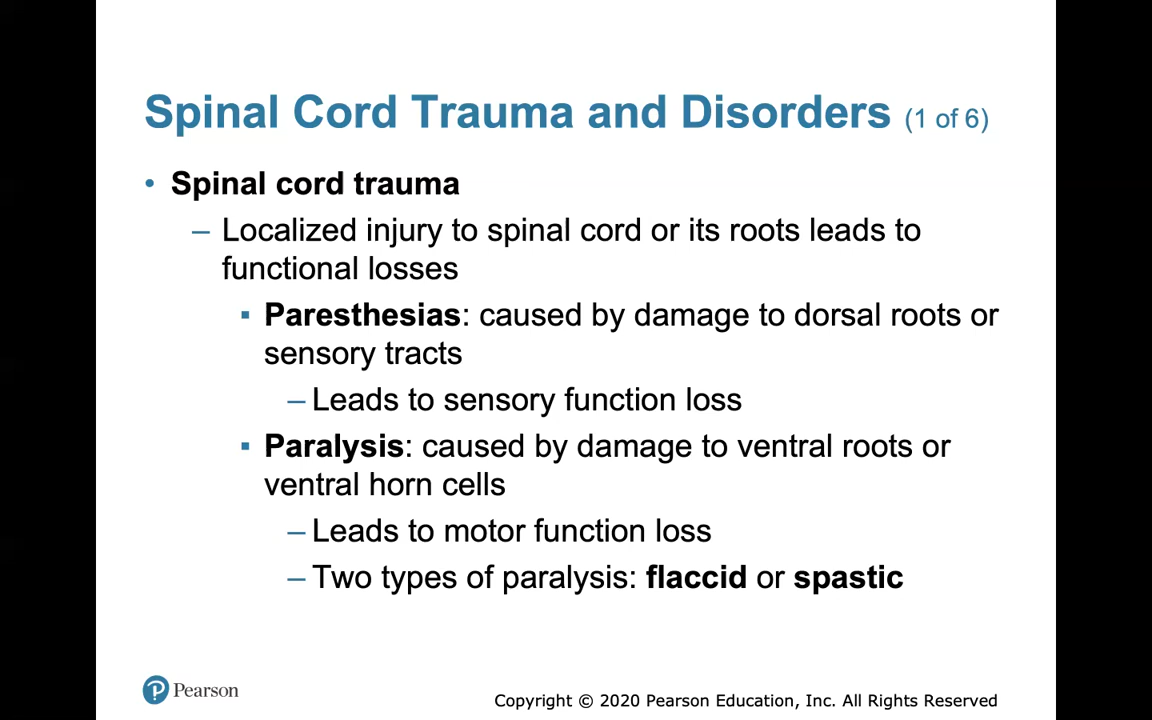 Spinal Cord Trauma and Disorders (1 of 6)
• Spinal cord trauma
– Localized injury to spinal cord or its roots leads to
functional losses
▪ Paresthesias: caused by damage to dorsal roots or
sensory tracts
– Leads to sensory function loss
▪ Paralysis: caused by damage to ventral roots or
ventral horn cells
– Leads to motor function loss
– Two types of paralysis: flaccid or spastic
Pearson
Copyright © 2020 Pearson Education, Inc. All Rights Reserved